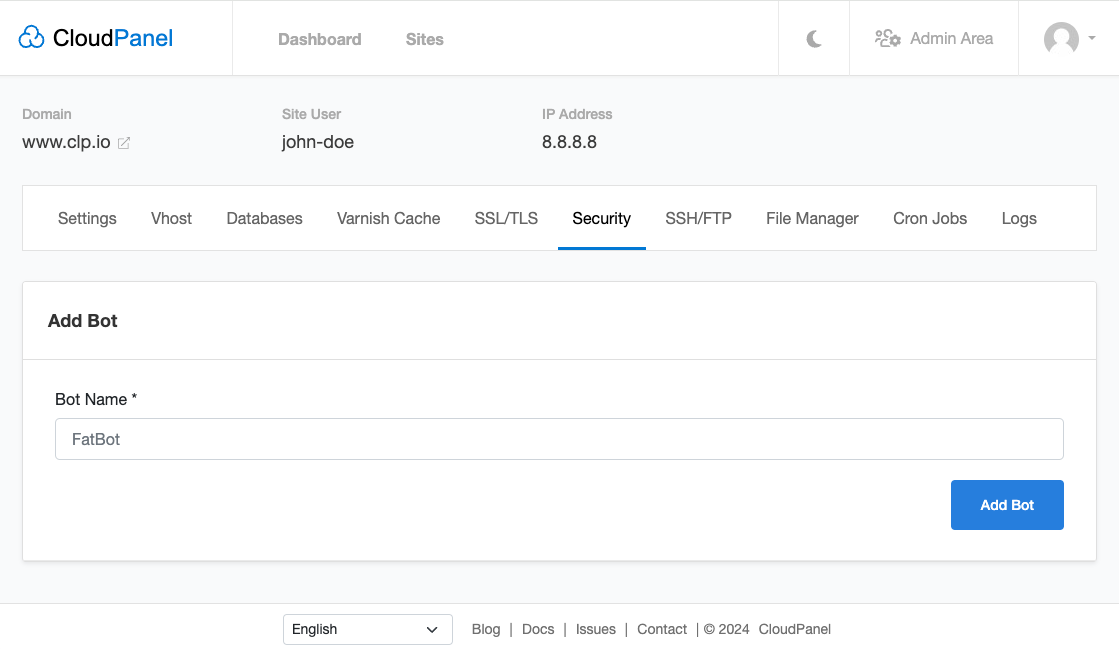 CloudPanel
Dashboard Sites
Admin Area
Domain Site User IP Address
www.clp.io john-doe 8.8.8.8
Settings Vhost Databases Varnish Cache SSL/TLS Security SSH/FTP File Manager Cron Jobs Logs
Add Bot
Bot Name *
FatBot
Add Bot
English Blog | Docs | Issues | Contact | © 2024 CloudPanel